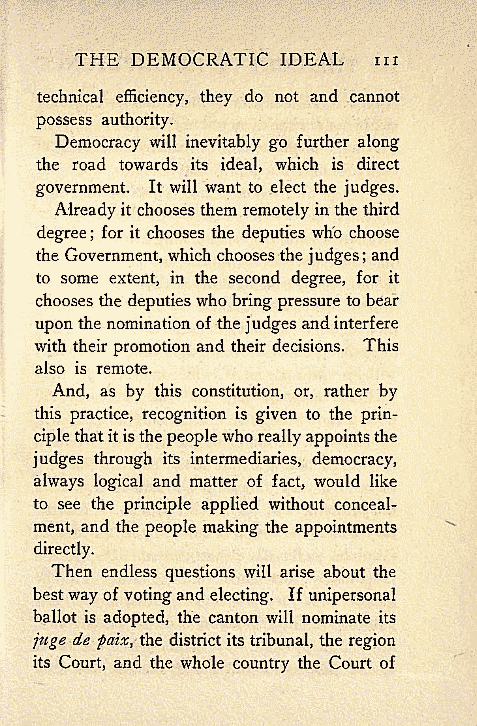 THE DEMOCRATIC IDEAL 111
technical efficiency, they do not and cannot
possess authority.
Democracy will inevitably go further along
the road towards its ideal, which is direct
government. It will want to elect the judges.
Already it chooses them remotely in the third
degree; for it chooses the deputies who choose
the Government, which chooses the judges; and
to some extent, in the second degree, for it
chooses the deputies who bring pressure to bear
upon the nomination of the judges and interfere
with their promotion and their decisions. This
also is remote.
And, as by this constitution, or, rather by
this practice, recognition is given to the prin-
ciple that it is the people who really appoints the
judges through its intermediaries, democracy,
always logical and matter of fact, would like
to see the principle applied without conceal-
ment, and the people making the appointments
directly.
Then endless questions will arise about the
best way of voting and electing. If unipersonal
ballot is adopted, the canton will nominate its
juge de paix, the district its tribunal, the region
its Court, and the whole country the Court of